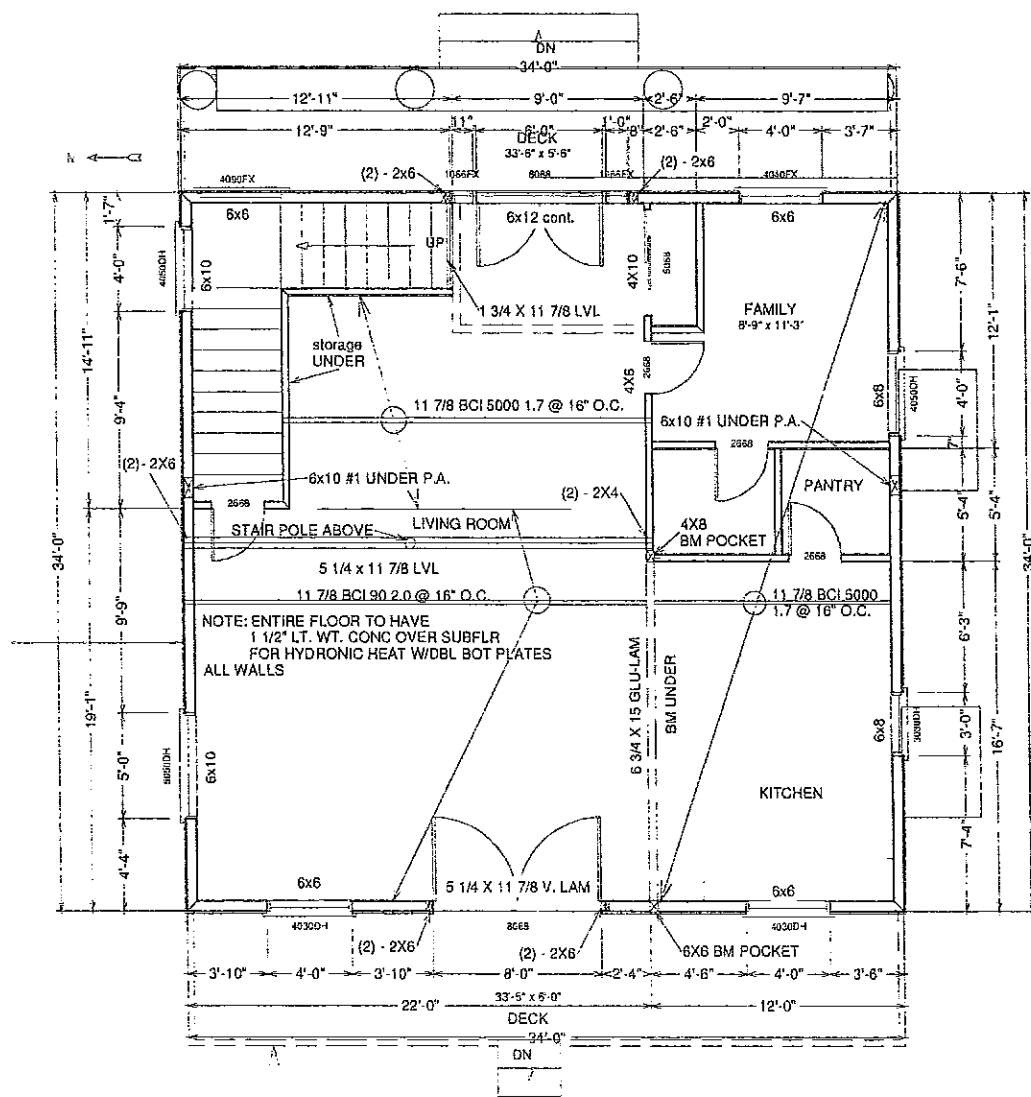 DN
34'-0"
12'-11"
9'-0"
2'-6"
9'-7"
12'-9"
11"
6'-0"
1'-0"
8"
2'-6"
2'-0"
4'-0"
3'-7"
DECK
33'-6" x 5'-6"
N
(2) - 2x6
(2) - 2x6
6068
6x6
6x12 cont.
6x6
1'-7"
UP
4'-0"
6x10
4X10
6068
7'-6"
14'-11"
1 3/4 X 11 7/8 LVL
FAMILY
8'-9" x 11'-3"
12'-1"
storage
UNDER
4X6
2668
6x8
4'-0"
4050DH
9'-4"
11 7/8 BCI 5000 1.7 @ 16" O.C.
6x10 #1 UNDER P.A.
7"
(2) - 2X6
6x10 #1 UNDER P.A.
2668
PANTRY
5'-4"
5'-4"
2668
(2) - 2X4
LIVING ROOM
STAIR POLE ABOVE
4X8
BM POCKET
2668
34'-0"
34'-0"
5 1/4 x 11 7/8 LVL
11 7/8 BCI 90 2.0 @ 16" O.C.
11 7/8 BCI 5000
1.7 @ 16" O.C.
9'-9"
NOTE: ENTIRE FLOOR TO HAVE
1 1/2" LT. WT. CONC OVER SUBFLR
FOR HYDRONIC HEAT W/DBL BOT PLATES
ALL WALLS
6'-3"
19'-1"
6 3/4 X 15 GLU-LAM
BM UNDER
16'-7"
5'-0"
6x10
6x8
3'-0"
KITCHEN
4'-4"
7'-4"
6x6
5 1/4 X 11 7/8 V. LAM
6x6
4030DH
8068
4030DH
(2) - 2X6
(2) - 2X6
6X6 BM POCKET
3'-10"
4'-0"
3'-10"
8'-0"
2'-4"
4'-6"
4'-0"
3'-6"
22'-0"
33'-5" x 6'-0"
12'-0"
DECK
34'-0"
DN